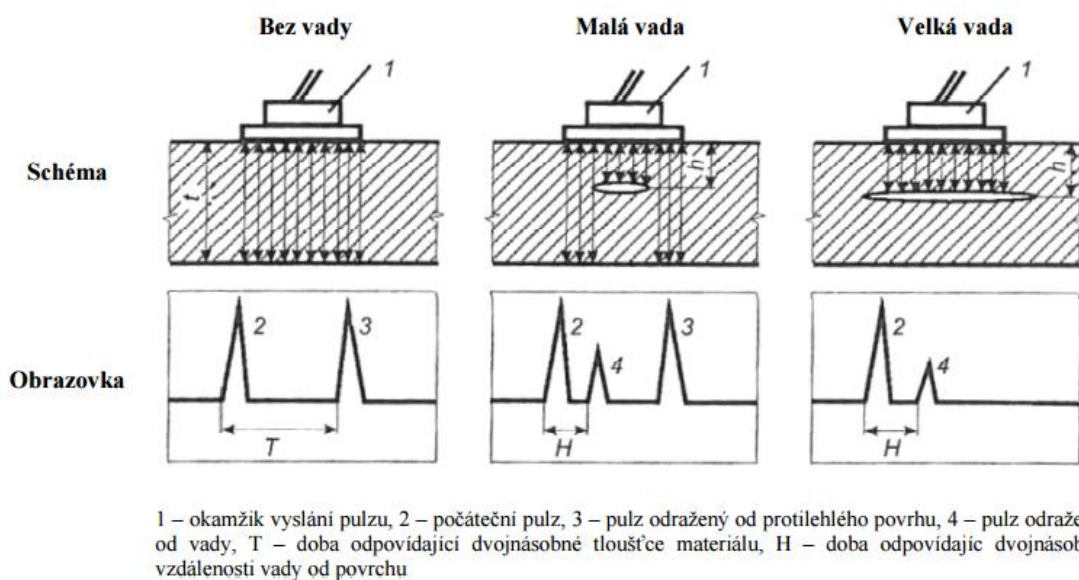 Bez vady Malá vada Velká vada
1 1 1
Schéma
t h h
Obrazovka
2 3 2 4 3 2 4
T H H
1 – okamžik vyslání pulzu, 2 – počáteční pulz, 3 – pulz odražený od protilehlého povrhu, 4 – pulz odraže
od vady, T – doba odpovídající dvojnásobné tloušťce materiálu, H – doba odpovídajíc dvojnásob
vzdálenosti vady od povrchu